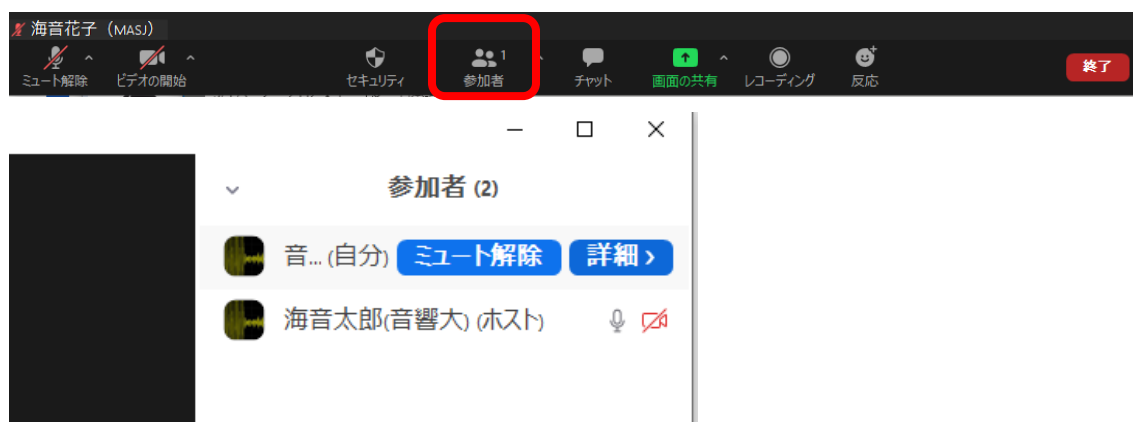 海音花子（MASJ）
ミュート解除 ビデオの開始 セキュリティ 参加者 1 チャット 画面の共有 レコーディング 反応 終了
参加者 (2)
音... (自分) ミュート解除 詳細
海音太郎(音響大) (ホスト)